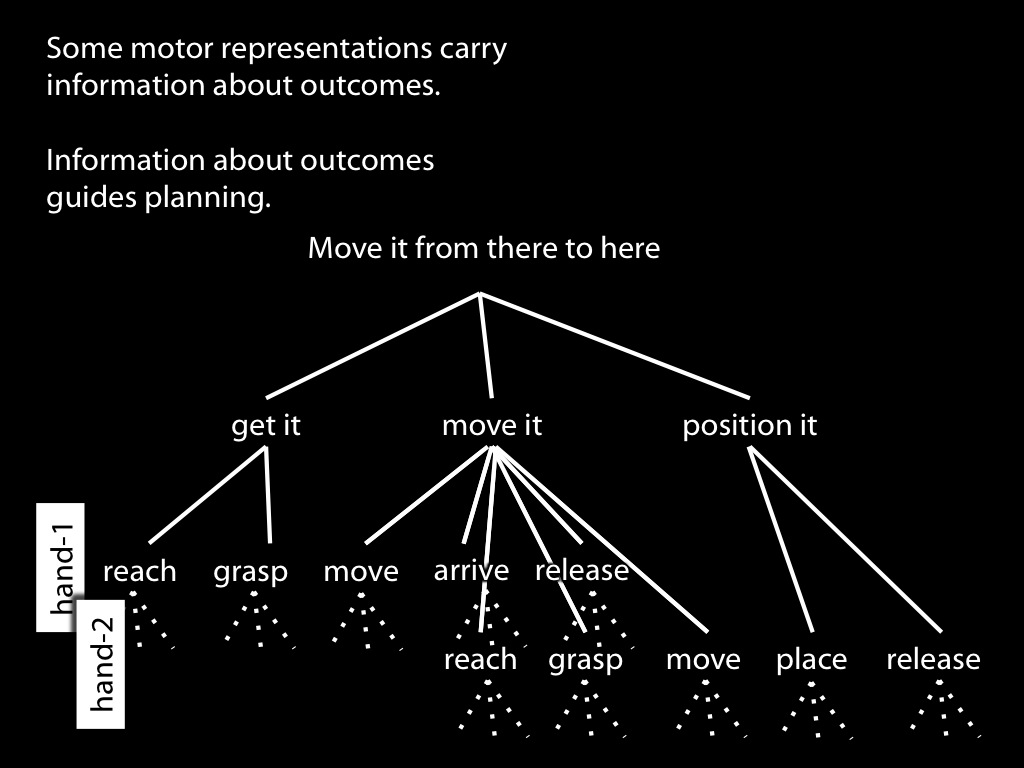 Some motor representations carry
information about outcomes.
Information about outcomes
guides planning.
Move it from there to here
get it move it position it
hand-1
reach grasp move arrive release
hand-2
reach grasp move place release